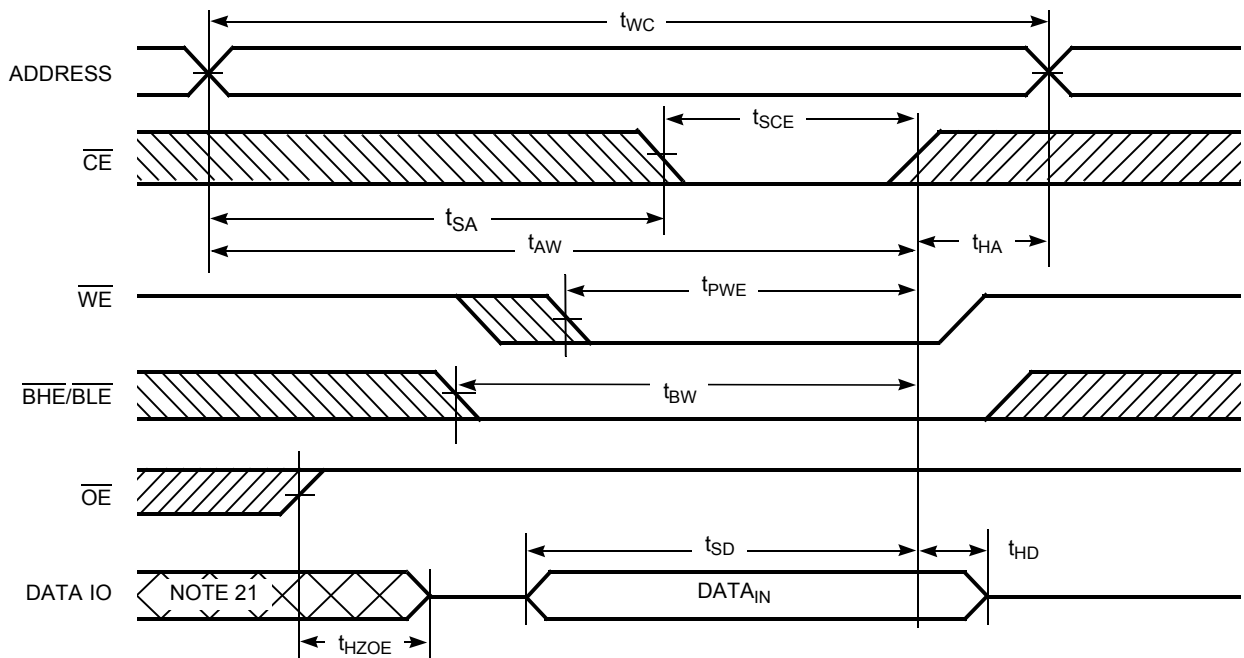 tWC
ADDRESS
tSCE
CE
tSA
tAW
tHA
WE
tPWE
BHE/BLE
tBW
OE
tSD
tHD
DATA IO
NOTE 21
DATAIN
tHZOE